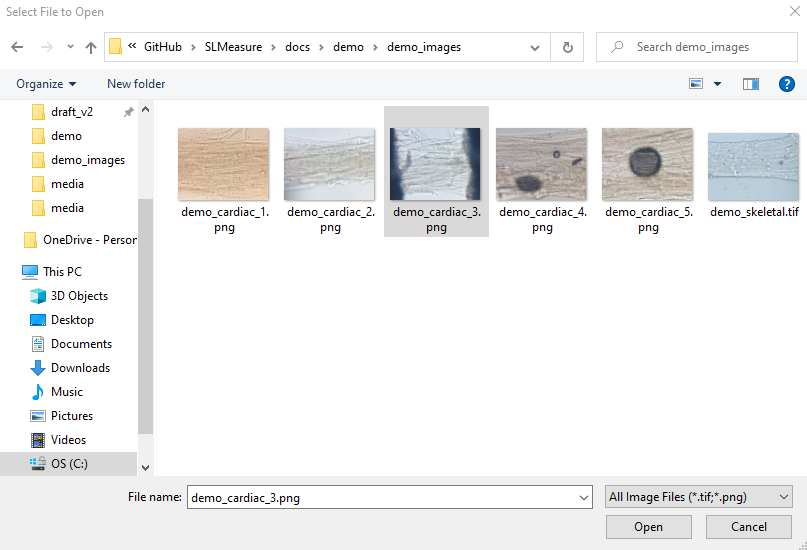 Select File to Open
« GitHub > SLMeasure > docs > demo > demo_images
Search demo_images
Organize
New folder
draft_v2
demo
demo_images
media
media
OneDrive - Person
This PC
3D Objects
Desktop
Documents
Downloads
Music
Pictures
Videos
OS (C:)
demo_cardiac_1.
png
demo_cardiac_2.
png
demo_cardiac_3.
png
demo_cardiac_4.
png
demo_cardiac_5.
png
demo_skeletal.tif
File name:
demo_cardiac_3.png
All Image Files (*.tif;*.png)
Open
Cancel